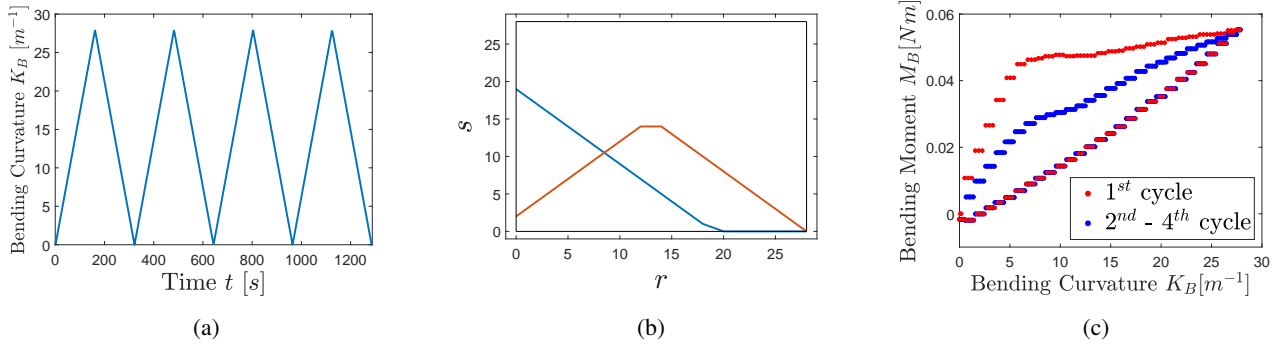 30
25
20
15
10
5
0
Bending Curvature K_B [m^{-1}]
0 200 400 600 800 1000 1200
Time t [s]
(a)
25
20
15
10
5
0
s
0 5 10 15 20 25
r
(b)
0.06
0.04
0.02
0
Bending Moment M_B[Nm]
1^{st} cycle
2^{nd} - 4^{th} cycle
0 5 10 15 20 25 30
Bending Curvature K_B[m^{-1}]
(c)